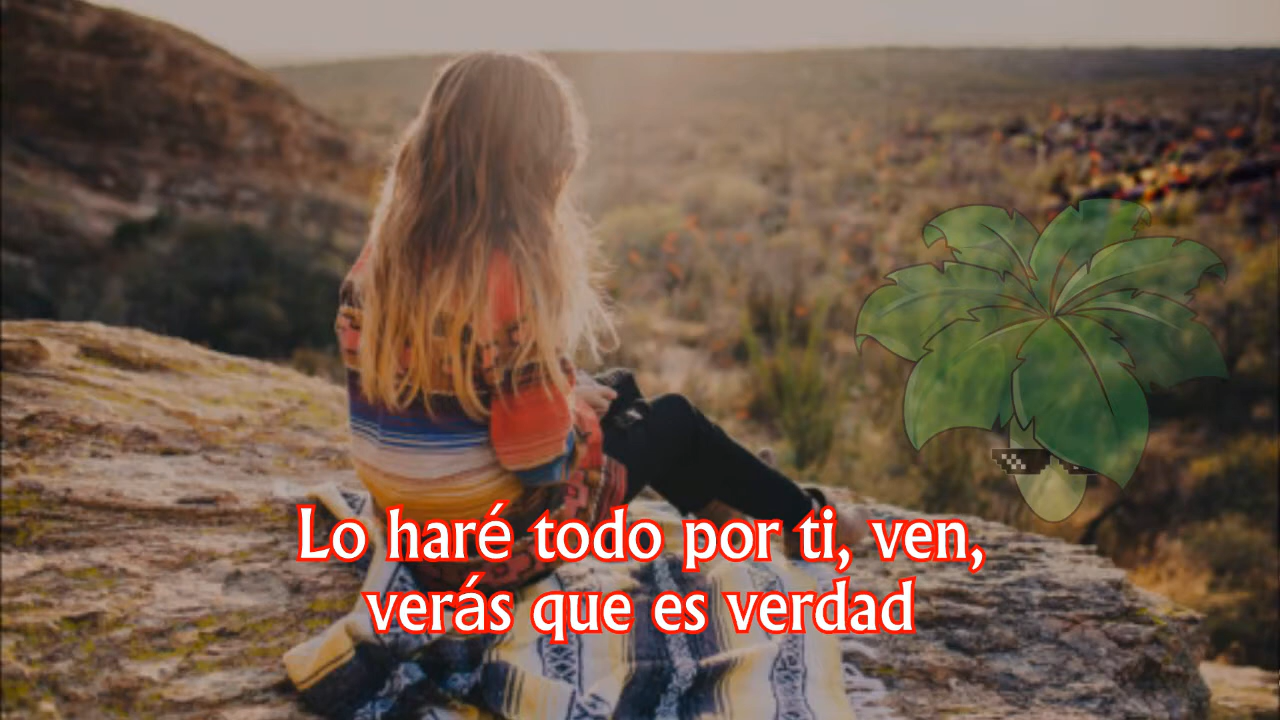 Lo haré todo por ti, ven,
verás que es verdad